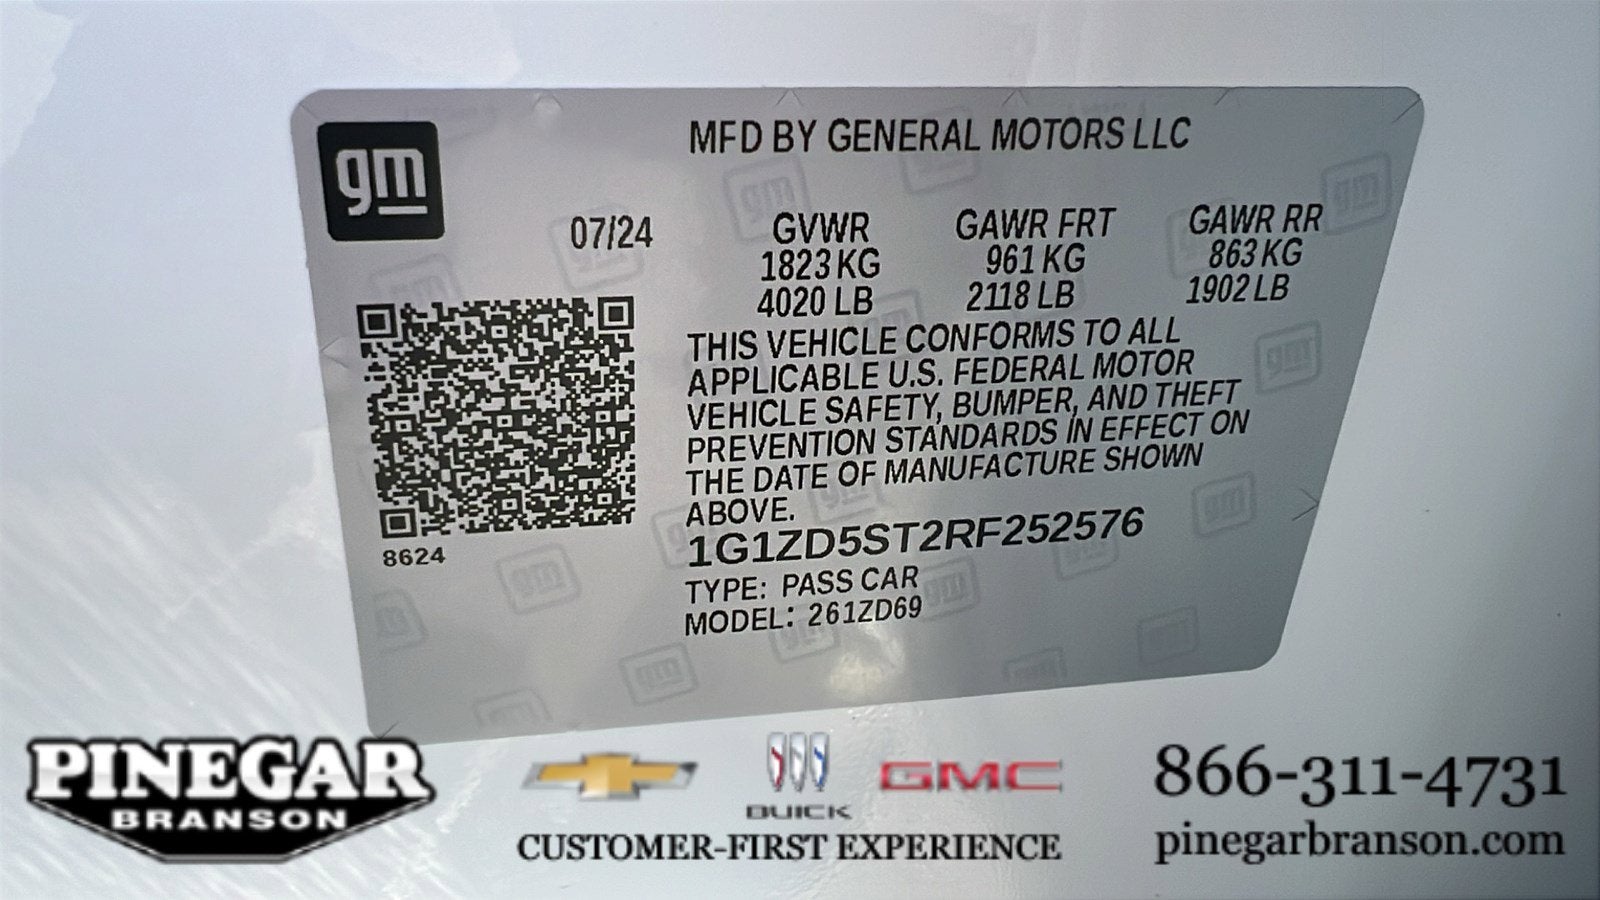 gm
MFD BY GENERAL MOTORS LLC
07/24
GVWR
1823 KG
4020 LB
GAWR FRT
961 KG
2118 LB
GAWR RR
863 KG
1902 LB
THIS VEHICLE CONFORMS TO ALL
APPLICABLE U.S. FEDERAL MOTOR
VEHICLE SAFETY, BUMPER, AND THEFT
PREVENTION STANDARDS IN EFFECT ON
THE DATE OF MANUFACTURE SHOWN
ABOVE.
1G1ZD5ST2RF252576
TYPE: PASS CAR
MODEL: 261ZD69
8624
PINEGAR
BRANSON
BUICK
GMC
CUSTOMER-FIRST EXPERIENCE
866-311-4731
pinegarbranson.com